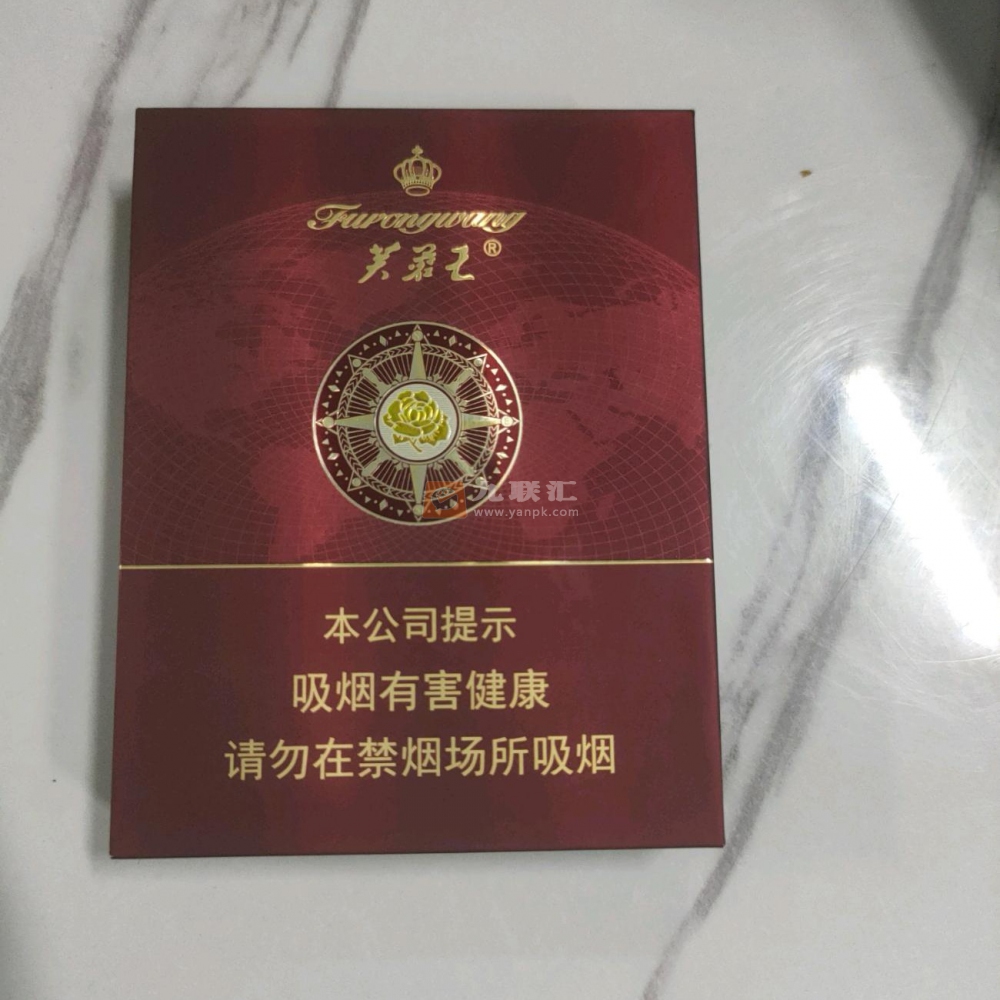 Furongwang
芙蓉王®
九联汇
www.yanpk.com
本公司提示
吸烟有害健康
请勿在禁烟场所吸烟